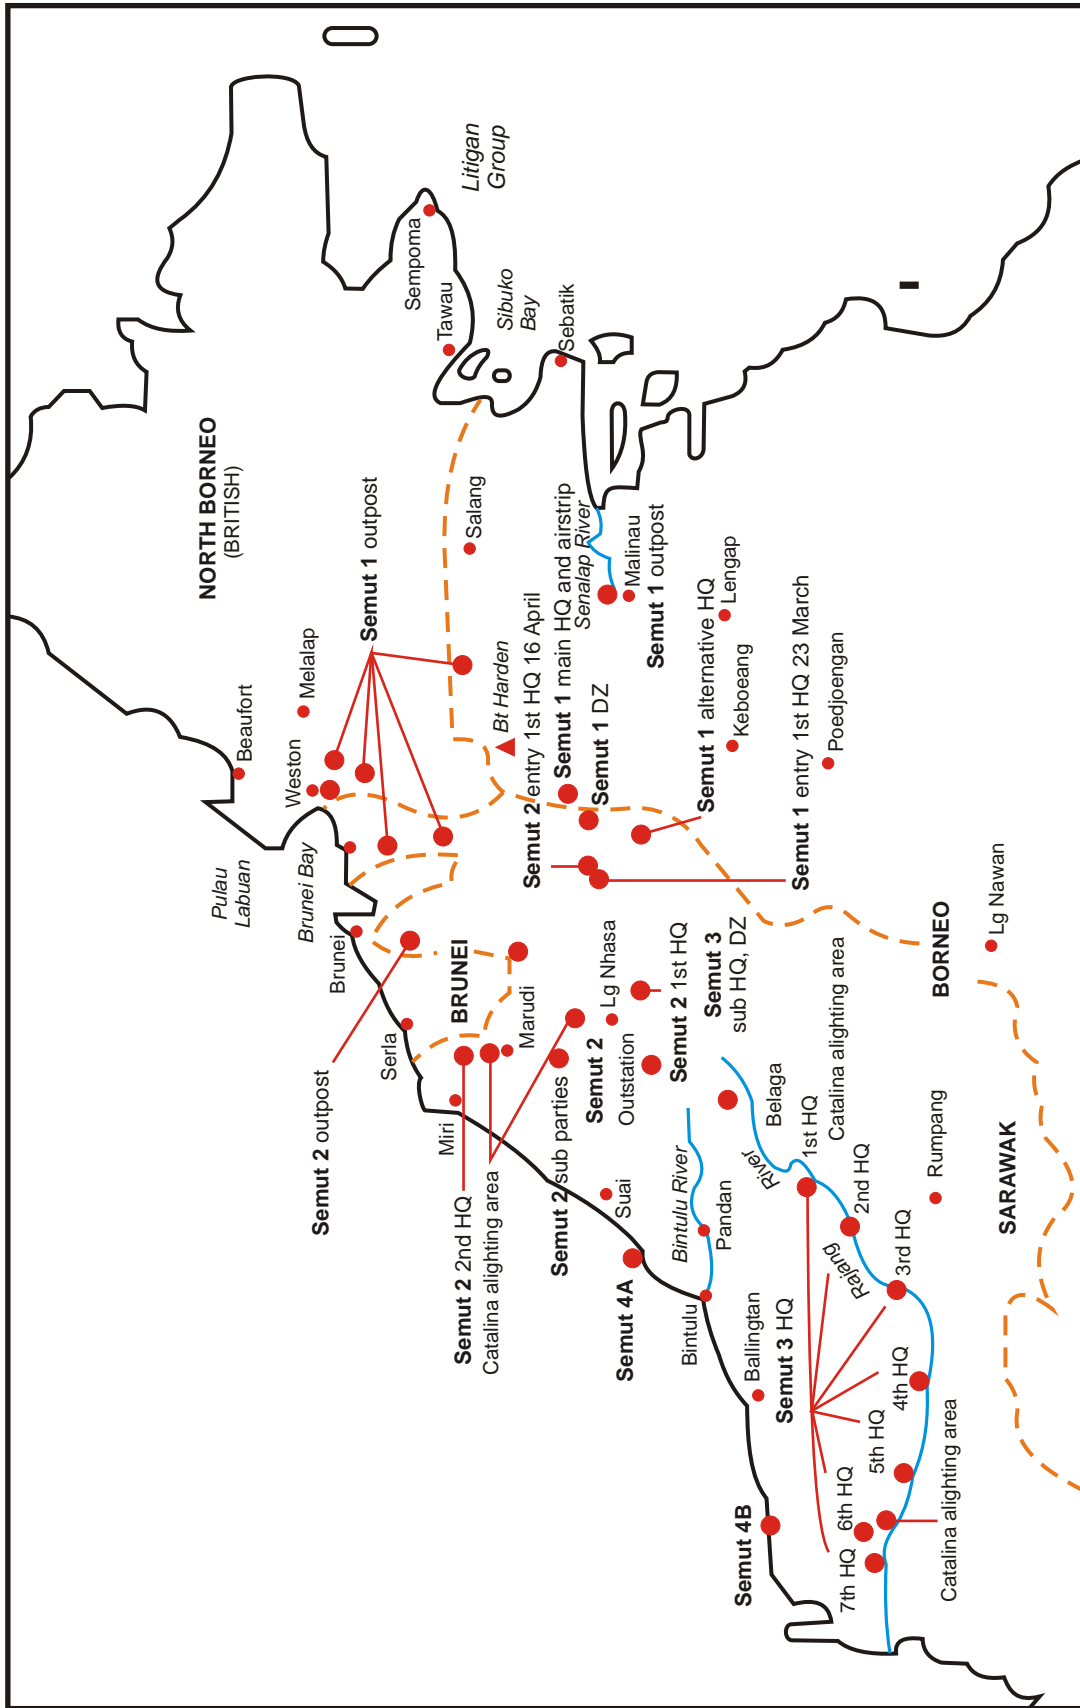 NORTH BORNEO
(BRITISH)
Litigan
Group
Sempoma
Tawau
Sibuko
Bay
Sebatik
Salang
Semut 1 outpost
Melalap
Beaufort
Weston
Pulau
Labuan
Brunei Bay
Brunei
Bt Harden
Semut 2 entry 1st HQ 16 April
Semut 1 main HQ and airstrip
Senalap River
Semut 1 DZ
Malinau
Semut 1 outpost
Semut 1 alternative HQ
Lengap
Keboeang
Semut 1 entry 1st HQ 23 March
Poedjoengan
Serla
BRUNEI
Marudi
Miri
Semut 2 outpost
Semut 2 2nd HQ
Catalina alighting area
Semut 2 sub parties
Semut 2
Outstation
Lg Nhasa
Semut 2 1st HQ
Semut 3
sub HQ, DZ
BORNEO
Lg Nawan
Suai
Semut 4A
Bintulu River
Pandan
Bintulu
Belaga
River
Rajang
1st HQ
Catalina alighting area
2nd HQ
3rd HQ
Rumpang
SARAWAK
Ballingtan
Semut 3 HQ
4th HQ
5th HQ
6th HQ
7th HQ
Catalina alighting area
Semut 4B